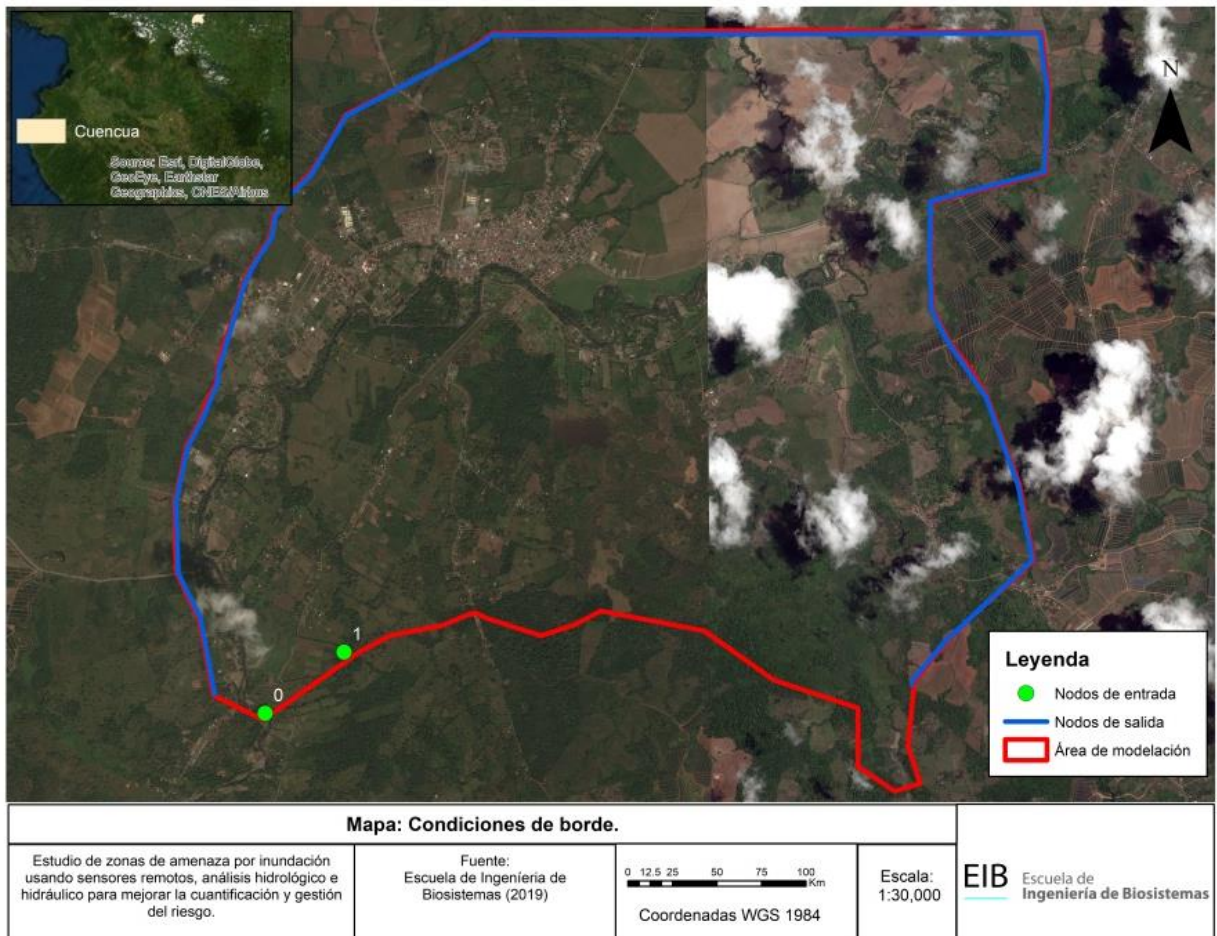 Cuencua
Source: Esri, DigitalGlobe,
GeoEye, Earthstar
Geographics, CNES/Airbus
N
1
0
Leyenda
Nodos de entrada
Nodos de salida
Área de modelación
Mapa: Condiciones de borde.
Estudio de zonas de amenaza por inundación
usando sensores remotos, análisis hidrológico e
hidráulico para mejorar la cuantificación y gestión
del riesgo.
Fuente:
Escuela de Ingeníeria de
Biosistemas (2019)
0 12.5 25 50 75 100
Km
Coordenadas WGS 1984
Escala:
1:30,000
EIB Escuela de
Ingeniería de Biosistemas